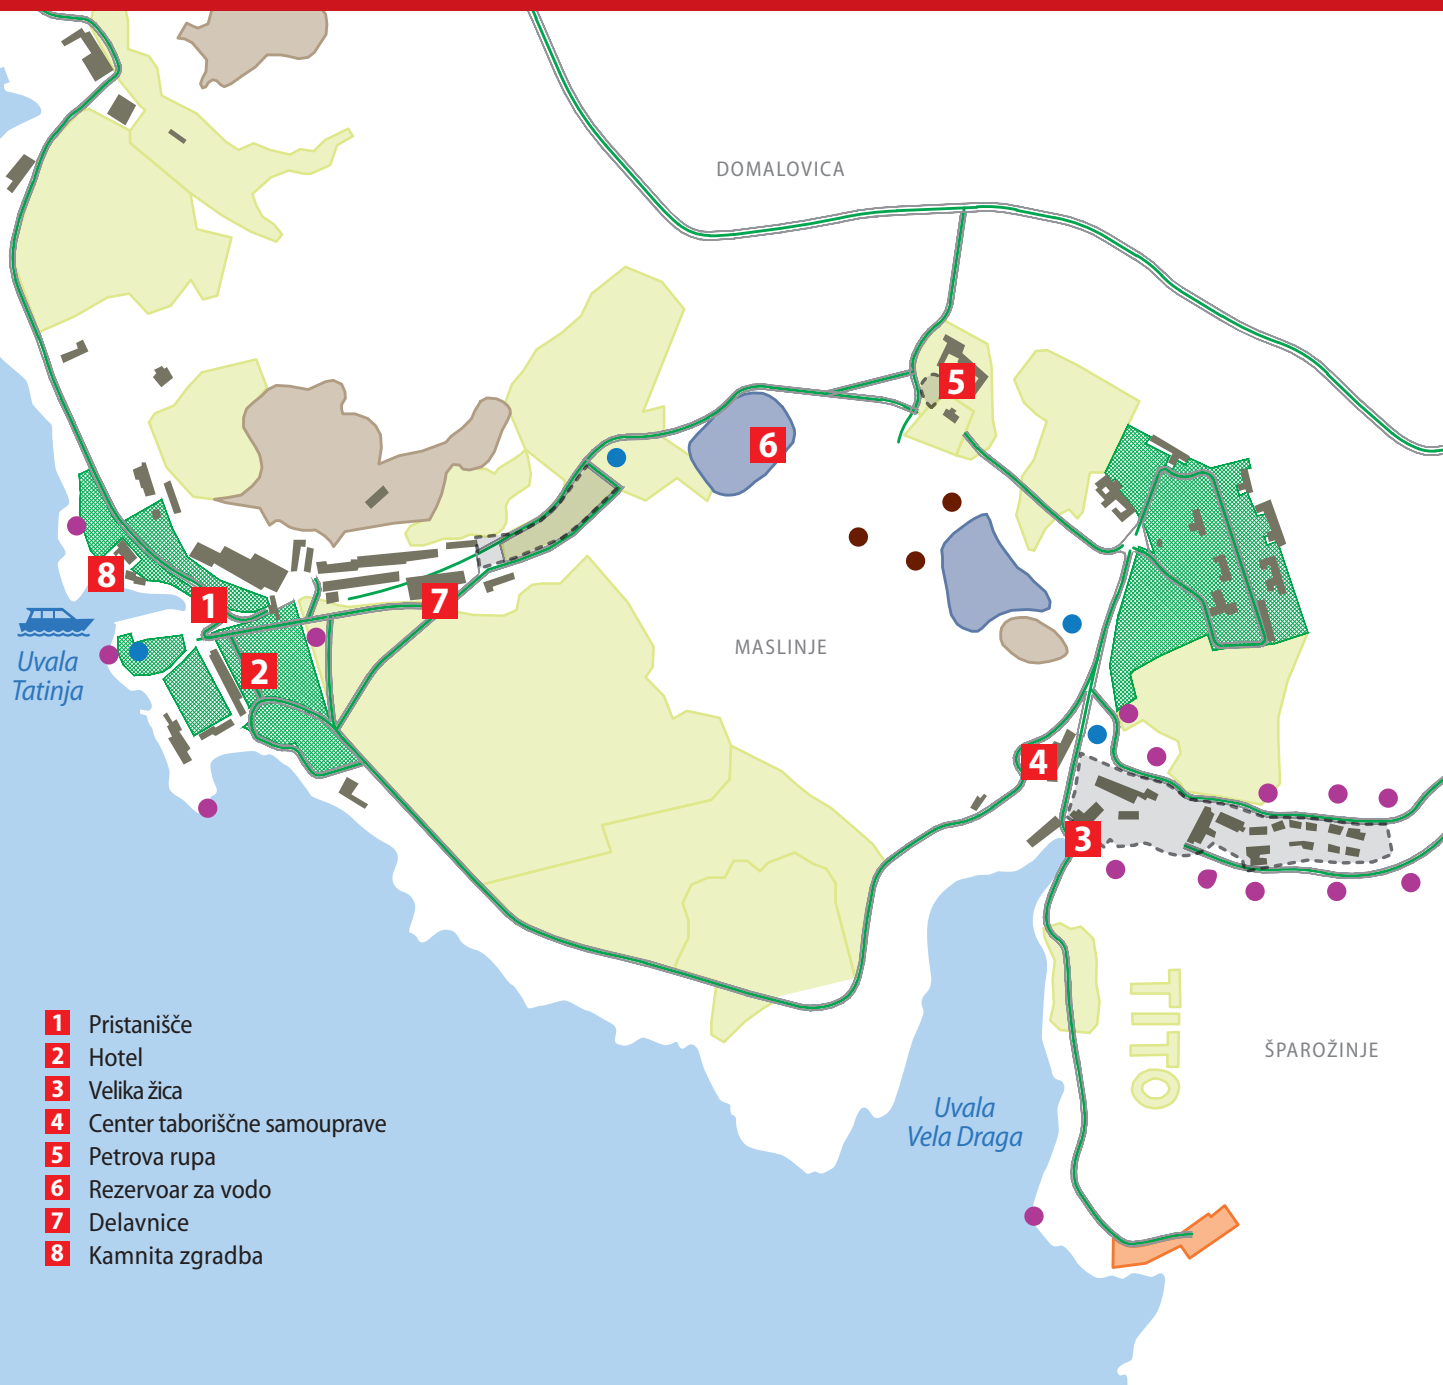 DOMALOVICA
5
6
8
1
7
MASLINJE
Uvala
Tatinja
2
4
3
TITO
ŠPAROŽINJE
Uvala
Vela Draga
1 Pristanišče
2 Hotel
3 Velika žica
4 Center taboriščne samouprave
5 Petrova rupa
6 Rezervoar za vodo
7 Delavnice
8 Kamnita zgradba